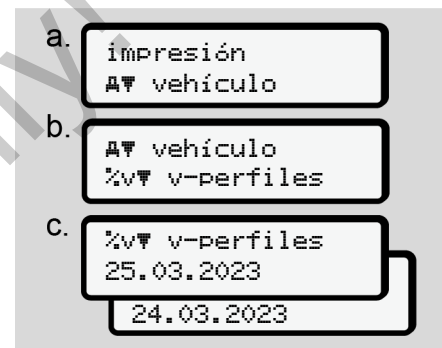 a.
impresión
A▼ vehículo
b.
A▼ vehículo
%v▼ v-perfiles
c.
%v▼ v-perfiles
25.03.2023
24.03.2023